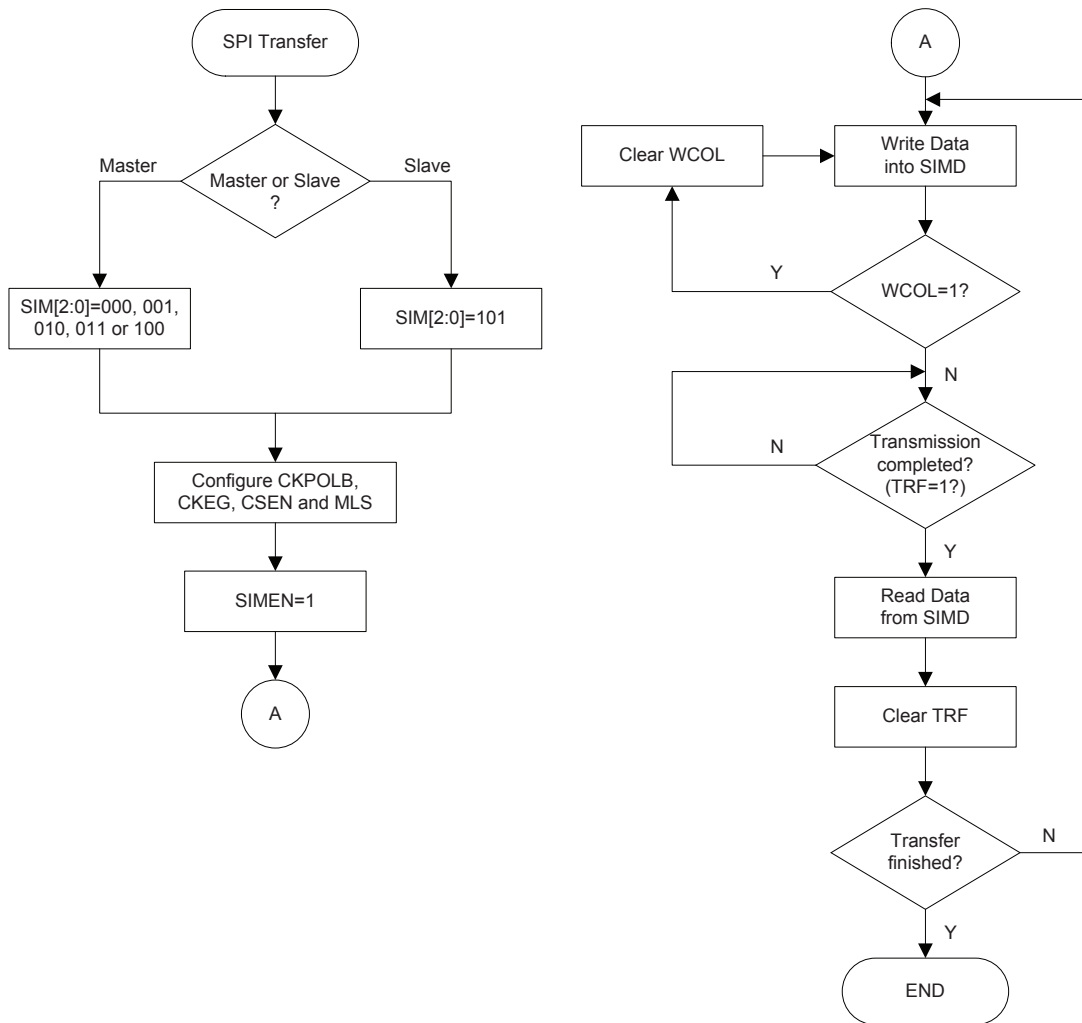 SPI Transfer
Master
Slave
Master or Slave
?
SIM[2:0]=000, 001,
010, 011 or 100
SIM[2:0]=101
Configure CKPOLB,
CKEG, CSEN and MLS
SIMEN=1
A
A
Clear WCOL
Write Data
into SIMD
Y
WCOL=1?
N
N
Transmission
completed?
(TRF=1?)
Y
Read Data
from SIMD
Clear TRF
Transfer
finished?
N
Y
END